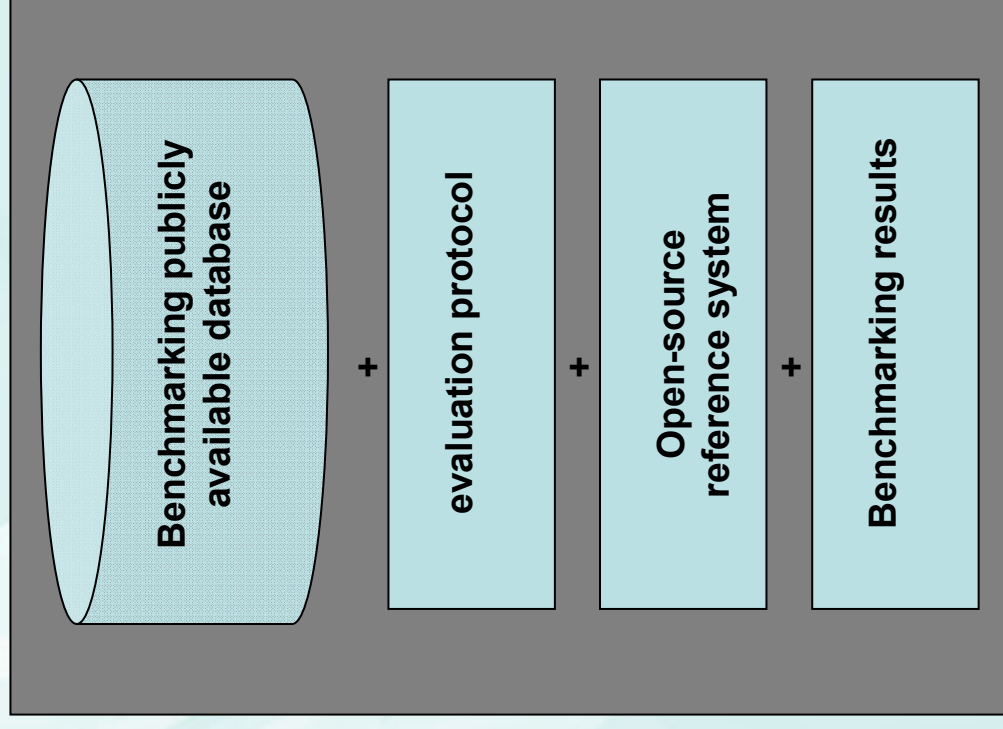 Benchmarking publicly
available database
+
evaluation protocol
+
Open-source
reference system
+
Benchmarking results